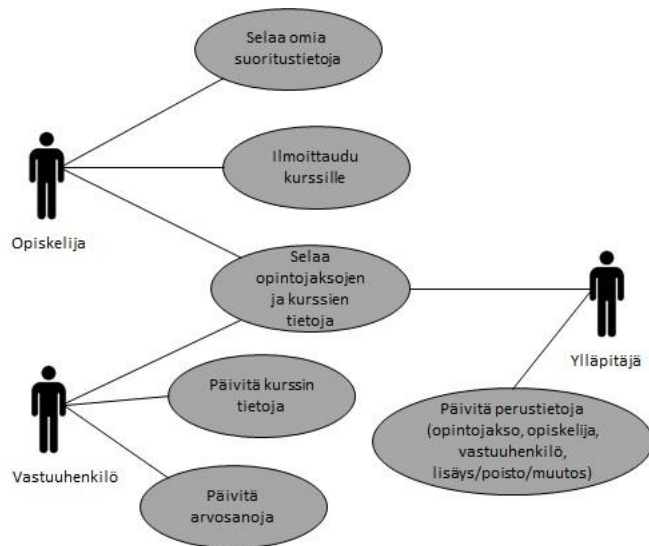 Selaa omia
suoritustietoja
Ilmoittaudu
kurssille
Opiskelija
Selaa
opintojaksojen
ja kurssien
tietoja
Ylläpitäjä
Päivitä kurssin
tietoja
Vastuuhenkilö
Päivitä perustietoja
(opintojakso, opiskelija,
vastuuhenkilö,
lisäys/poisto/muutos)
Päivitä
arvosanoja